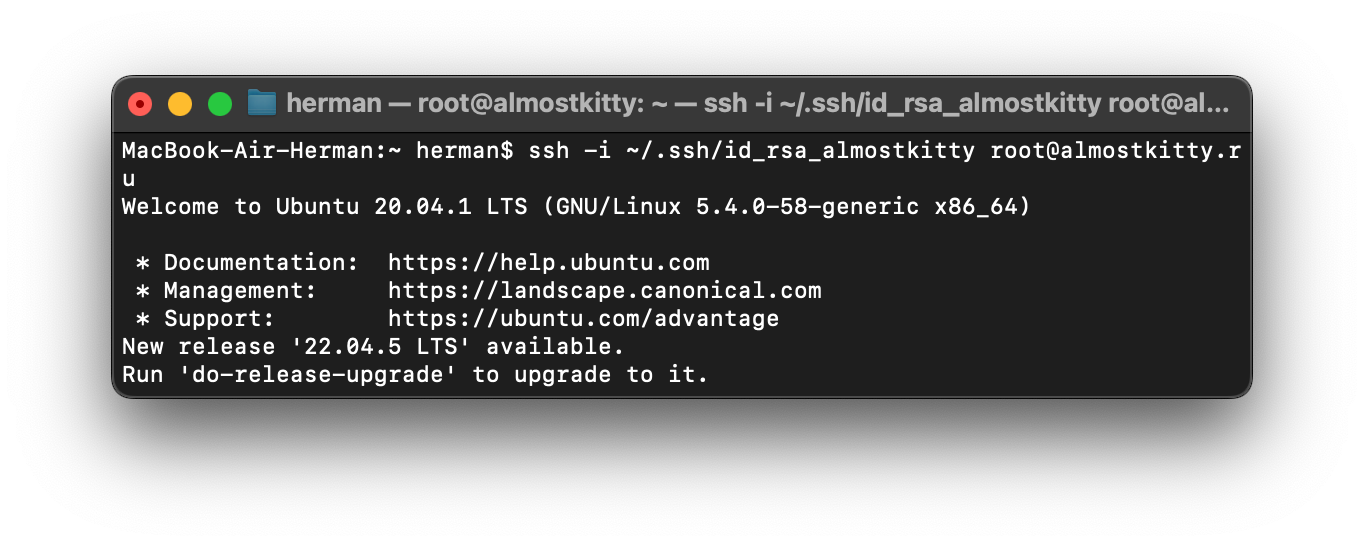 herman — root@almostkitty: ~ — ssh -i ~/.ssh/id_rsa_almostkitty root@al...
MacBook-Air-Herman:~ herman$ ssh -i ~/.ssh/id_rsa_almostkitty root@almostkitty.r
u
Welcome to Ubuntu 20.04.1 LTS (GNU/Linux 5.4.0-58-generic x86_64)
* Documentation:  https://help.ubuntu.com
* Management:     https://landscape.canonical.com
* Support:        https://ubuntu.com/advantage
New release '22.04.5 LTS' available.
Run 'do-release-upgrade' to upgrade to it.